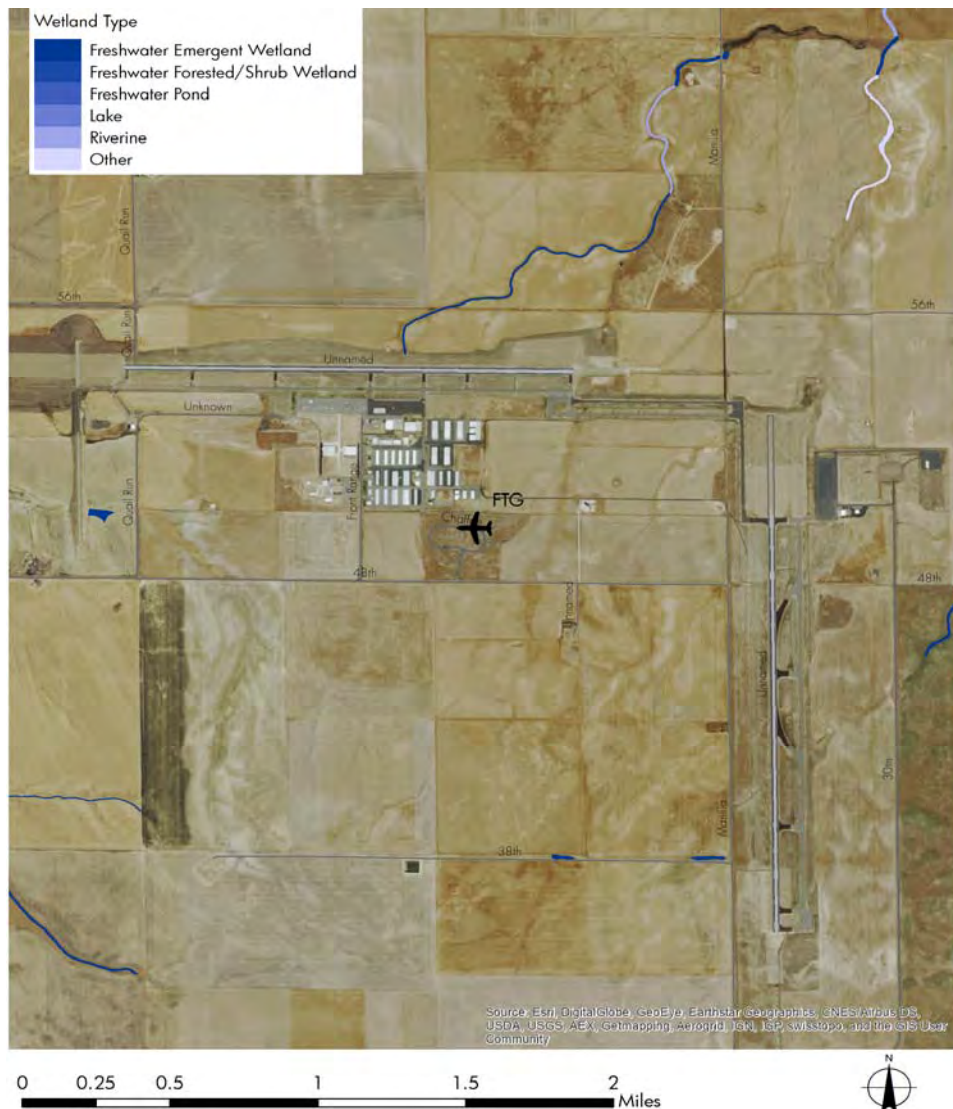 Wetland Type
Freshwater Emergent Wetland
Freshwater Forested/Shrub Wetland
Freshwater Pond
Lake
Riverine
Other
Manila
Quail Run
56th
56th
Quail Run
Unnamed
Unknown
Front Range
Quail Run
FTG
48th
48th
Unnamed
Unnamed
30th
Manila
38th
Source: Esri, DigitalGlobe, GeoEye, Earthstar Geographics, CNES/Airbus DS,
USDA, USGS, AEX, Getmapping, Aerogrid, IGN, IGP, swisstopo, and the GIS User
Community
N
0 0.25 0.5 1 1.5 2
Miles